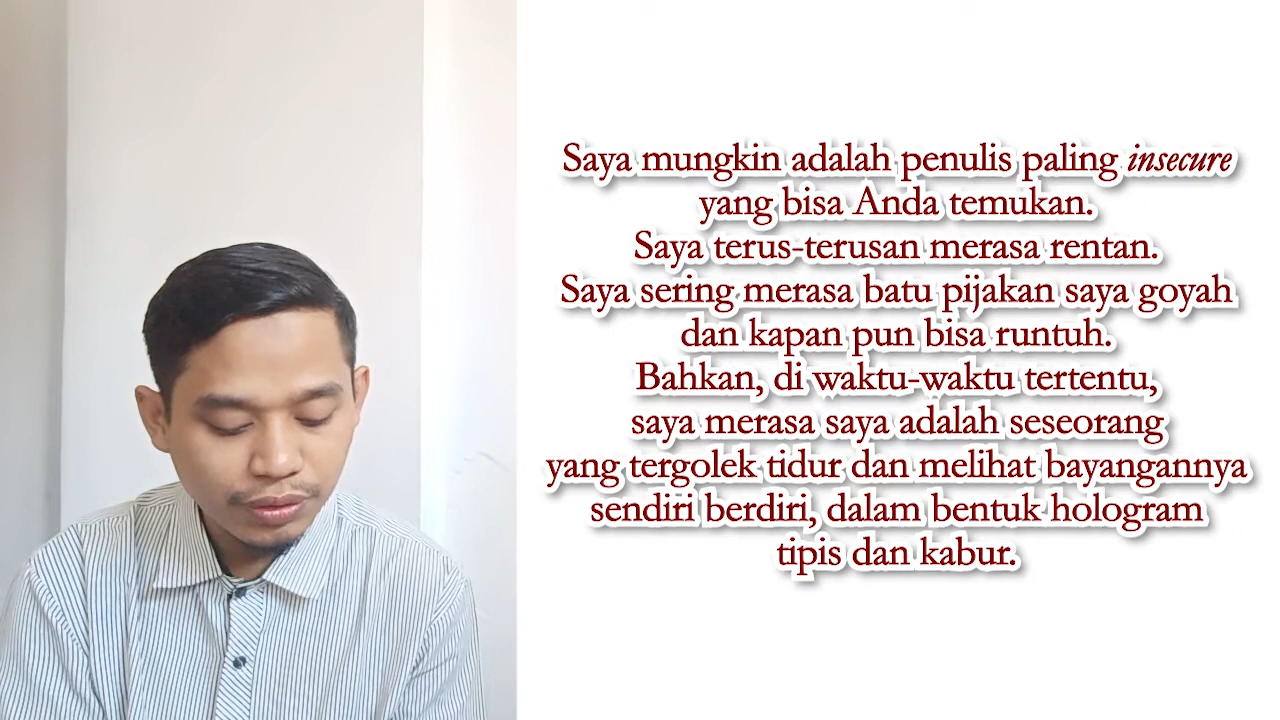 Saya mungkin adalah penulis paling insecure
yang bisa Anda temukan.
Saya terus-terusan merasa rentan.
Saya sering merasa batu pijakan saya goyah
dan kapan pun bisa runtuh.
Bahkan, di waktu-waktu tertentu,
saya merasa saya adalah seseorang
yang tergolek tidur dan melihat bayangannya
sendiri berdiri, dalam bentuk hologram
tipis dan kabur.